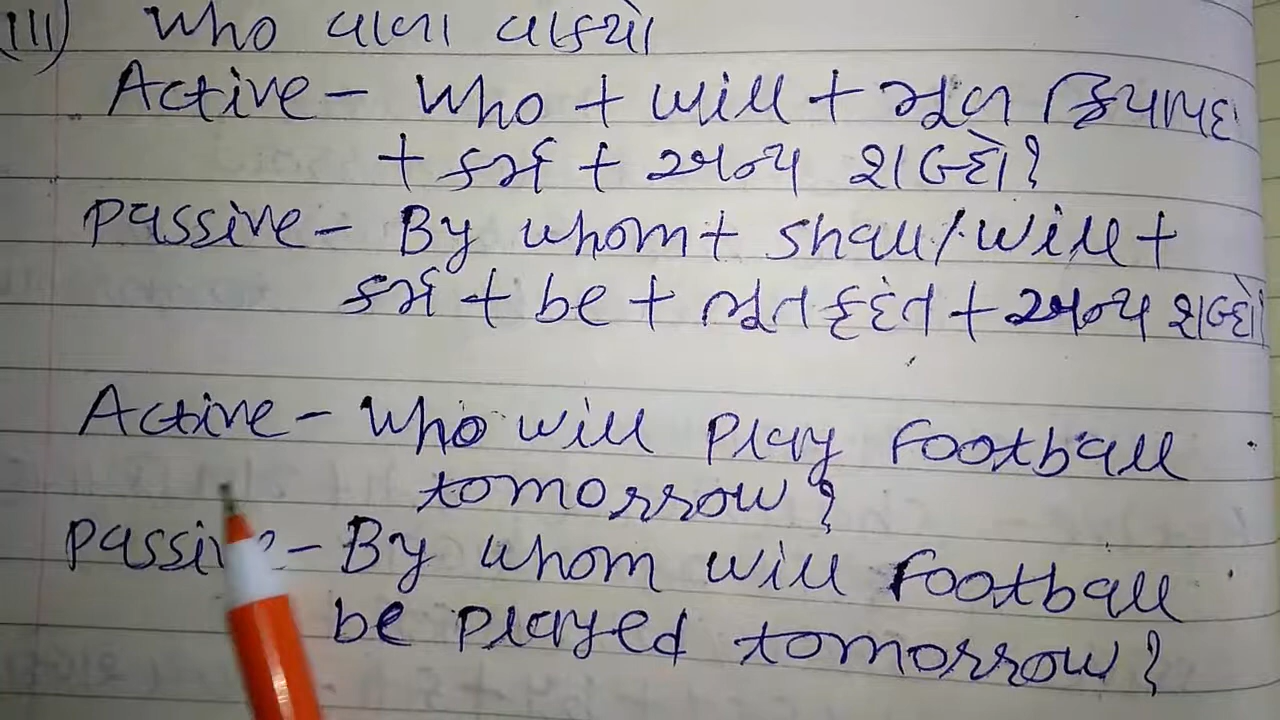 (III) Who વાળા વાક્યો
Active - Who + will + મૂળ ક્રિયાપદ
+ કર્મ + અન્ય શબ્દો?
Passive - By whom + shall/will +
કર્મ + be + ભૂતકૃદંત + અન્ય શબ્દો
Active - Who will play football
tomorrow?
Passive - By whom will football
be played tomorrow?